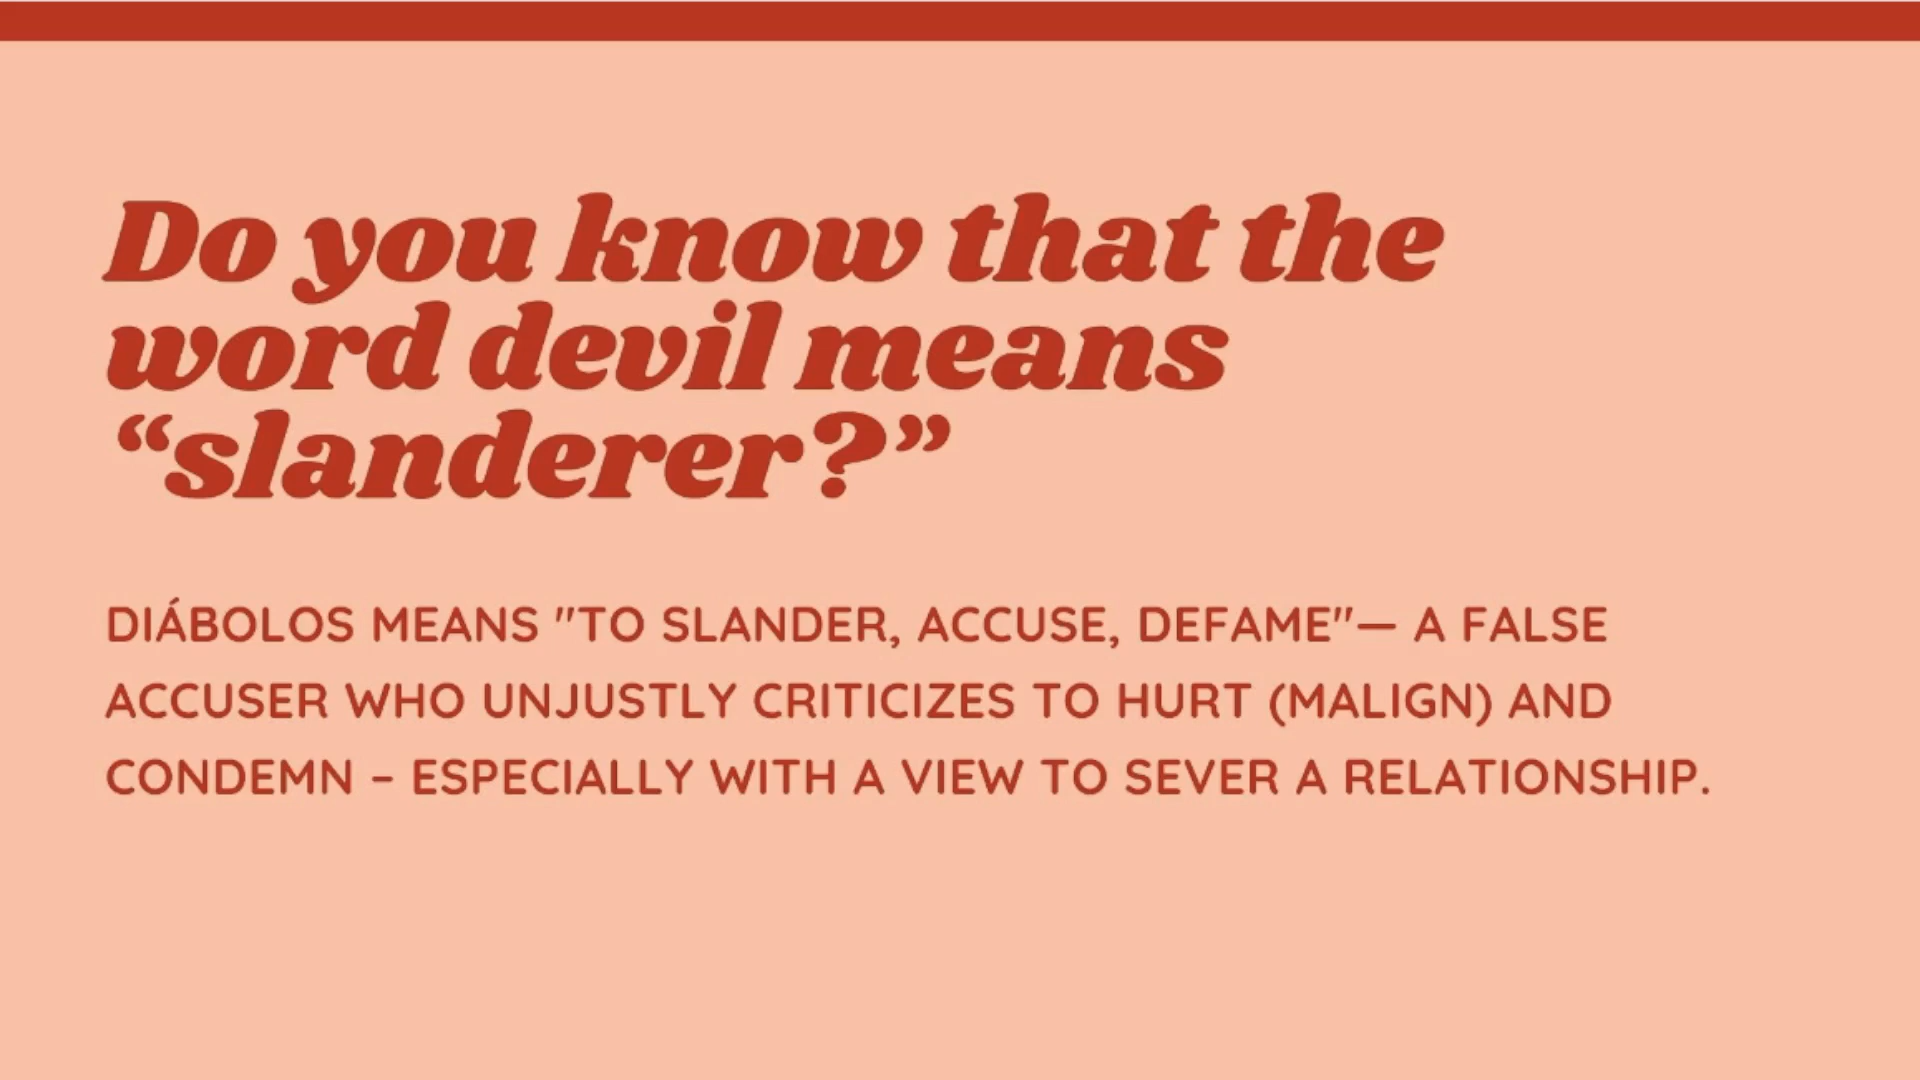 Do you know that the
word devil means
“slanderer?”
DIÁBOLOS MEANS "TO SLANDER, ACCUSE, DEFAME"— A FALSE
ACCUSER WHO UNJUSTLY CRITICIZES TO HURT (MALIGN) AND
CONDEMN – ESPECIALLY WITH A VIEW TO SEVER A RELATIONSHIP.